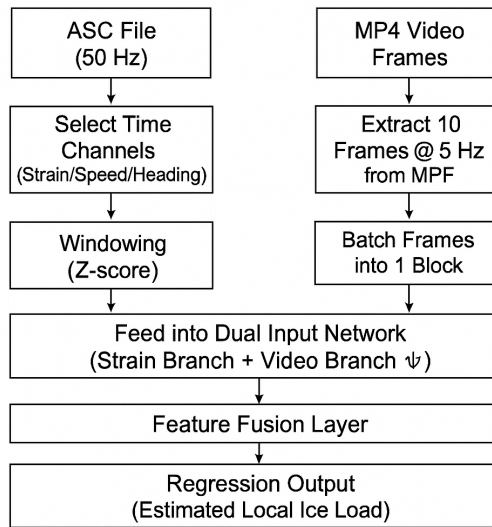 ASC File
(50 Hz)
MP4 Video
Frames
Select Time
Channels
(Strain/Speed/Heading)
Extract 10
Frames @ 5 Hz
from MPF
Windowing
(Z-score)
Batch Frames
into 1 Block
Feed into Dual Input Network
(Strain Branch + Video Branch ψ)
Feature Fusion Layer
Regression Output
(Estimated Local Ice Load)